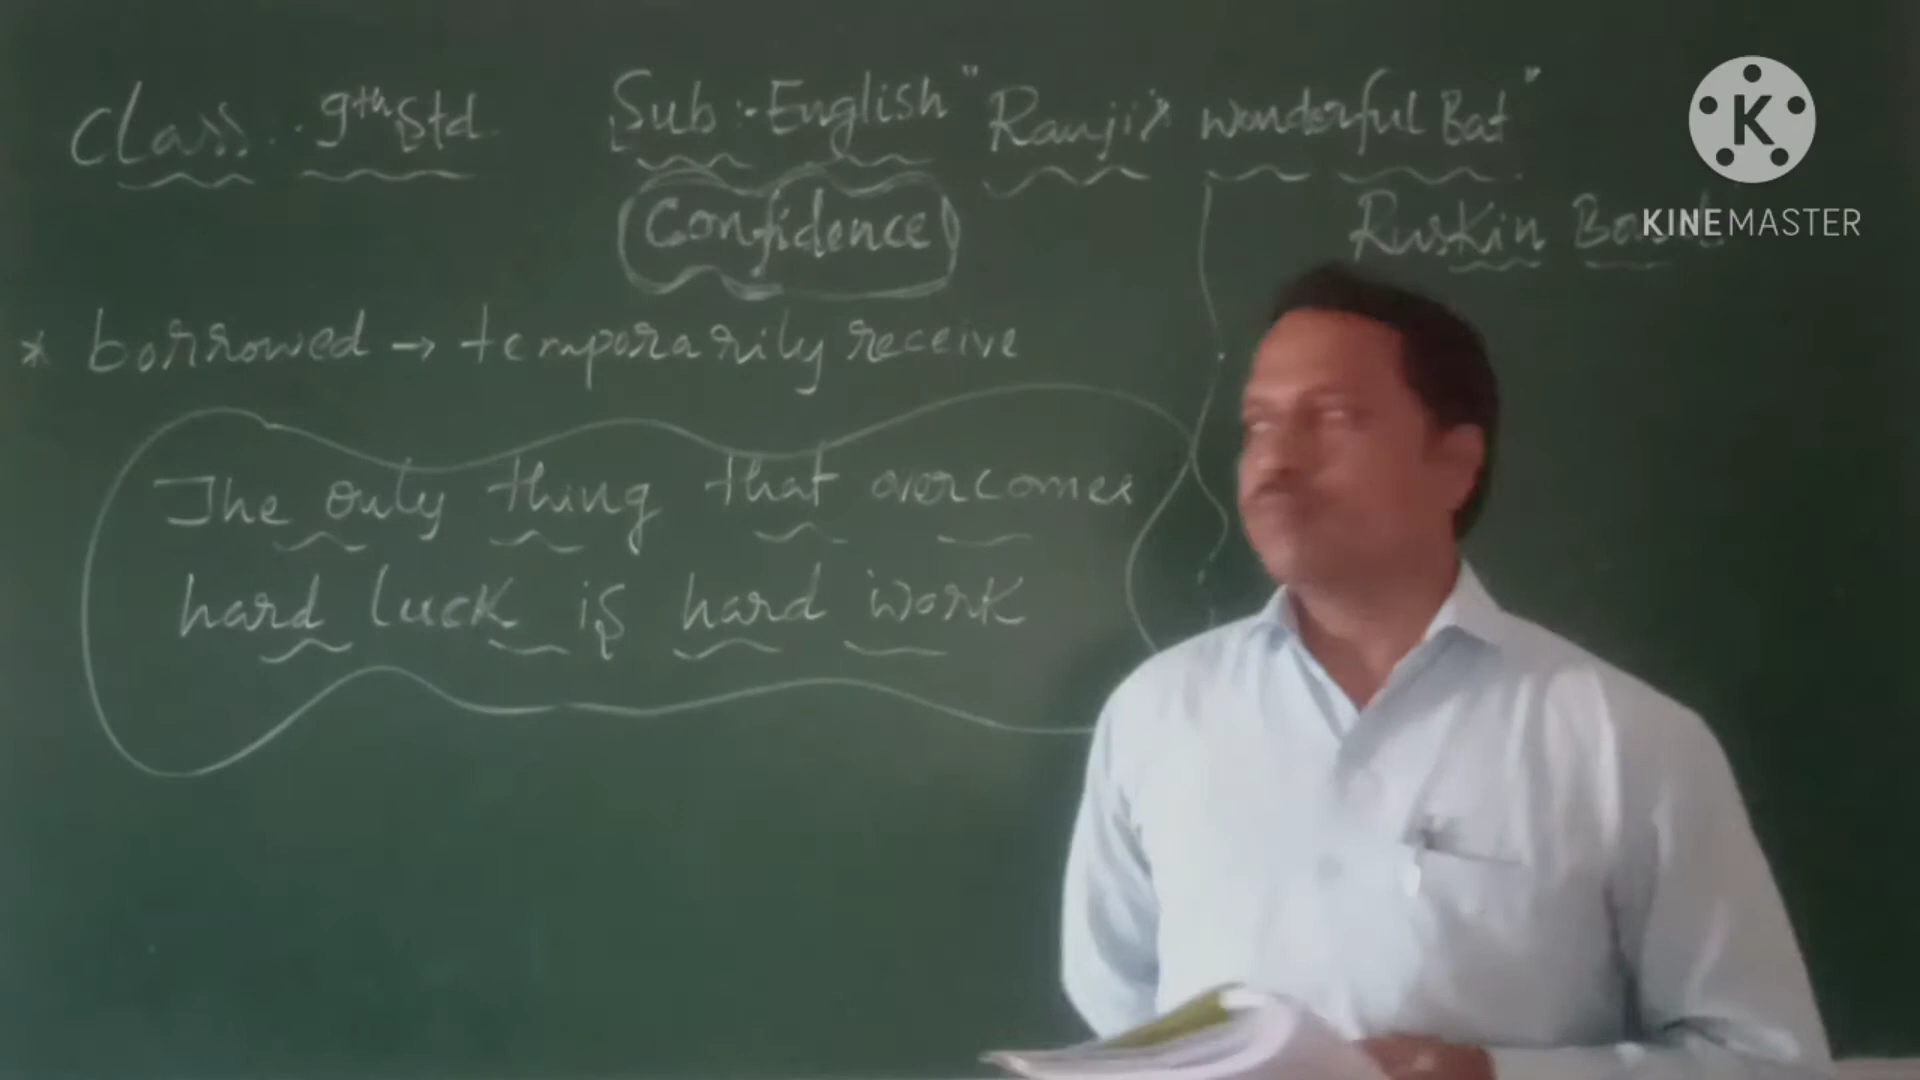 Class: 9th Std Sub:- English "Ranji's wonderful Bat"
Confidence
Ruskin Bond
* borrowed → temporarily receive
The only thing that overcomes
hard luck is hard work
K
KINEMASTER